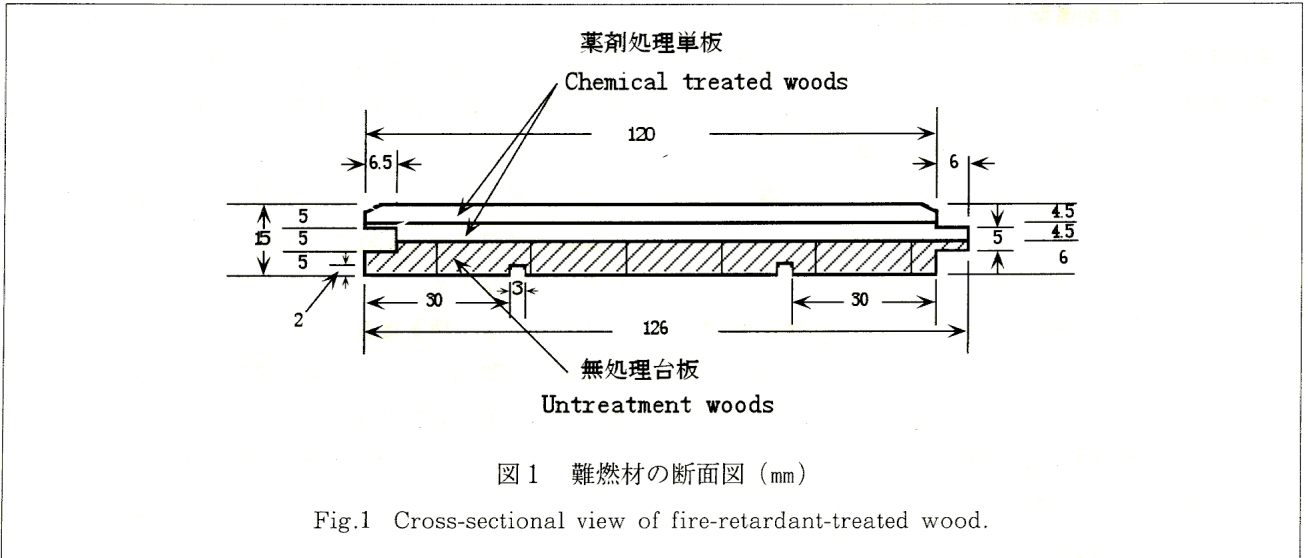 薬剤処理単板
Chemical treated woods
120
6.5
6
5
5
5
15
4.5
4.5
6
5
2
30
3
30
126
無処理台板
Untreatment woods
図1 難燃材の断面図（㎜）
Fig.1 Cross-sectional view of fire-retardant-treated wood.